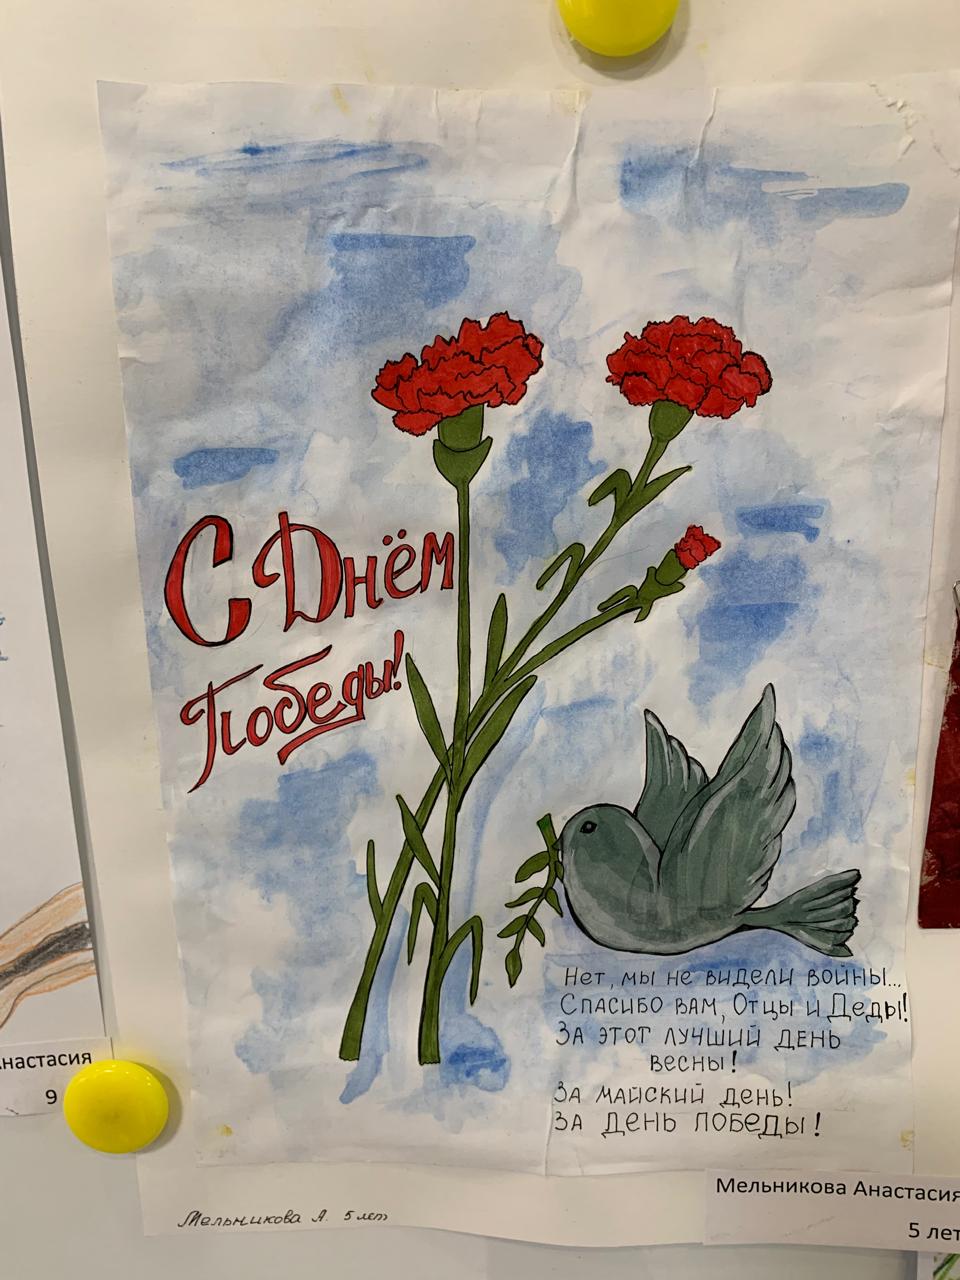 С Днём
Победы!
Нет, мы не видели войны...
Спасибо вам, Отцы и Деды!
За этот лучший день
весны!
За майский день!
За день победы!
Анастасия
9
Мельникова А. 5 лет
Мельникова Анастасия
5 лет